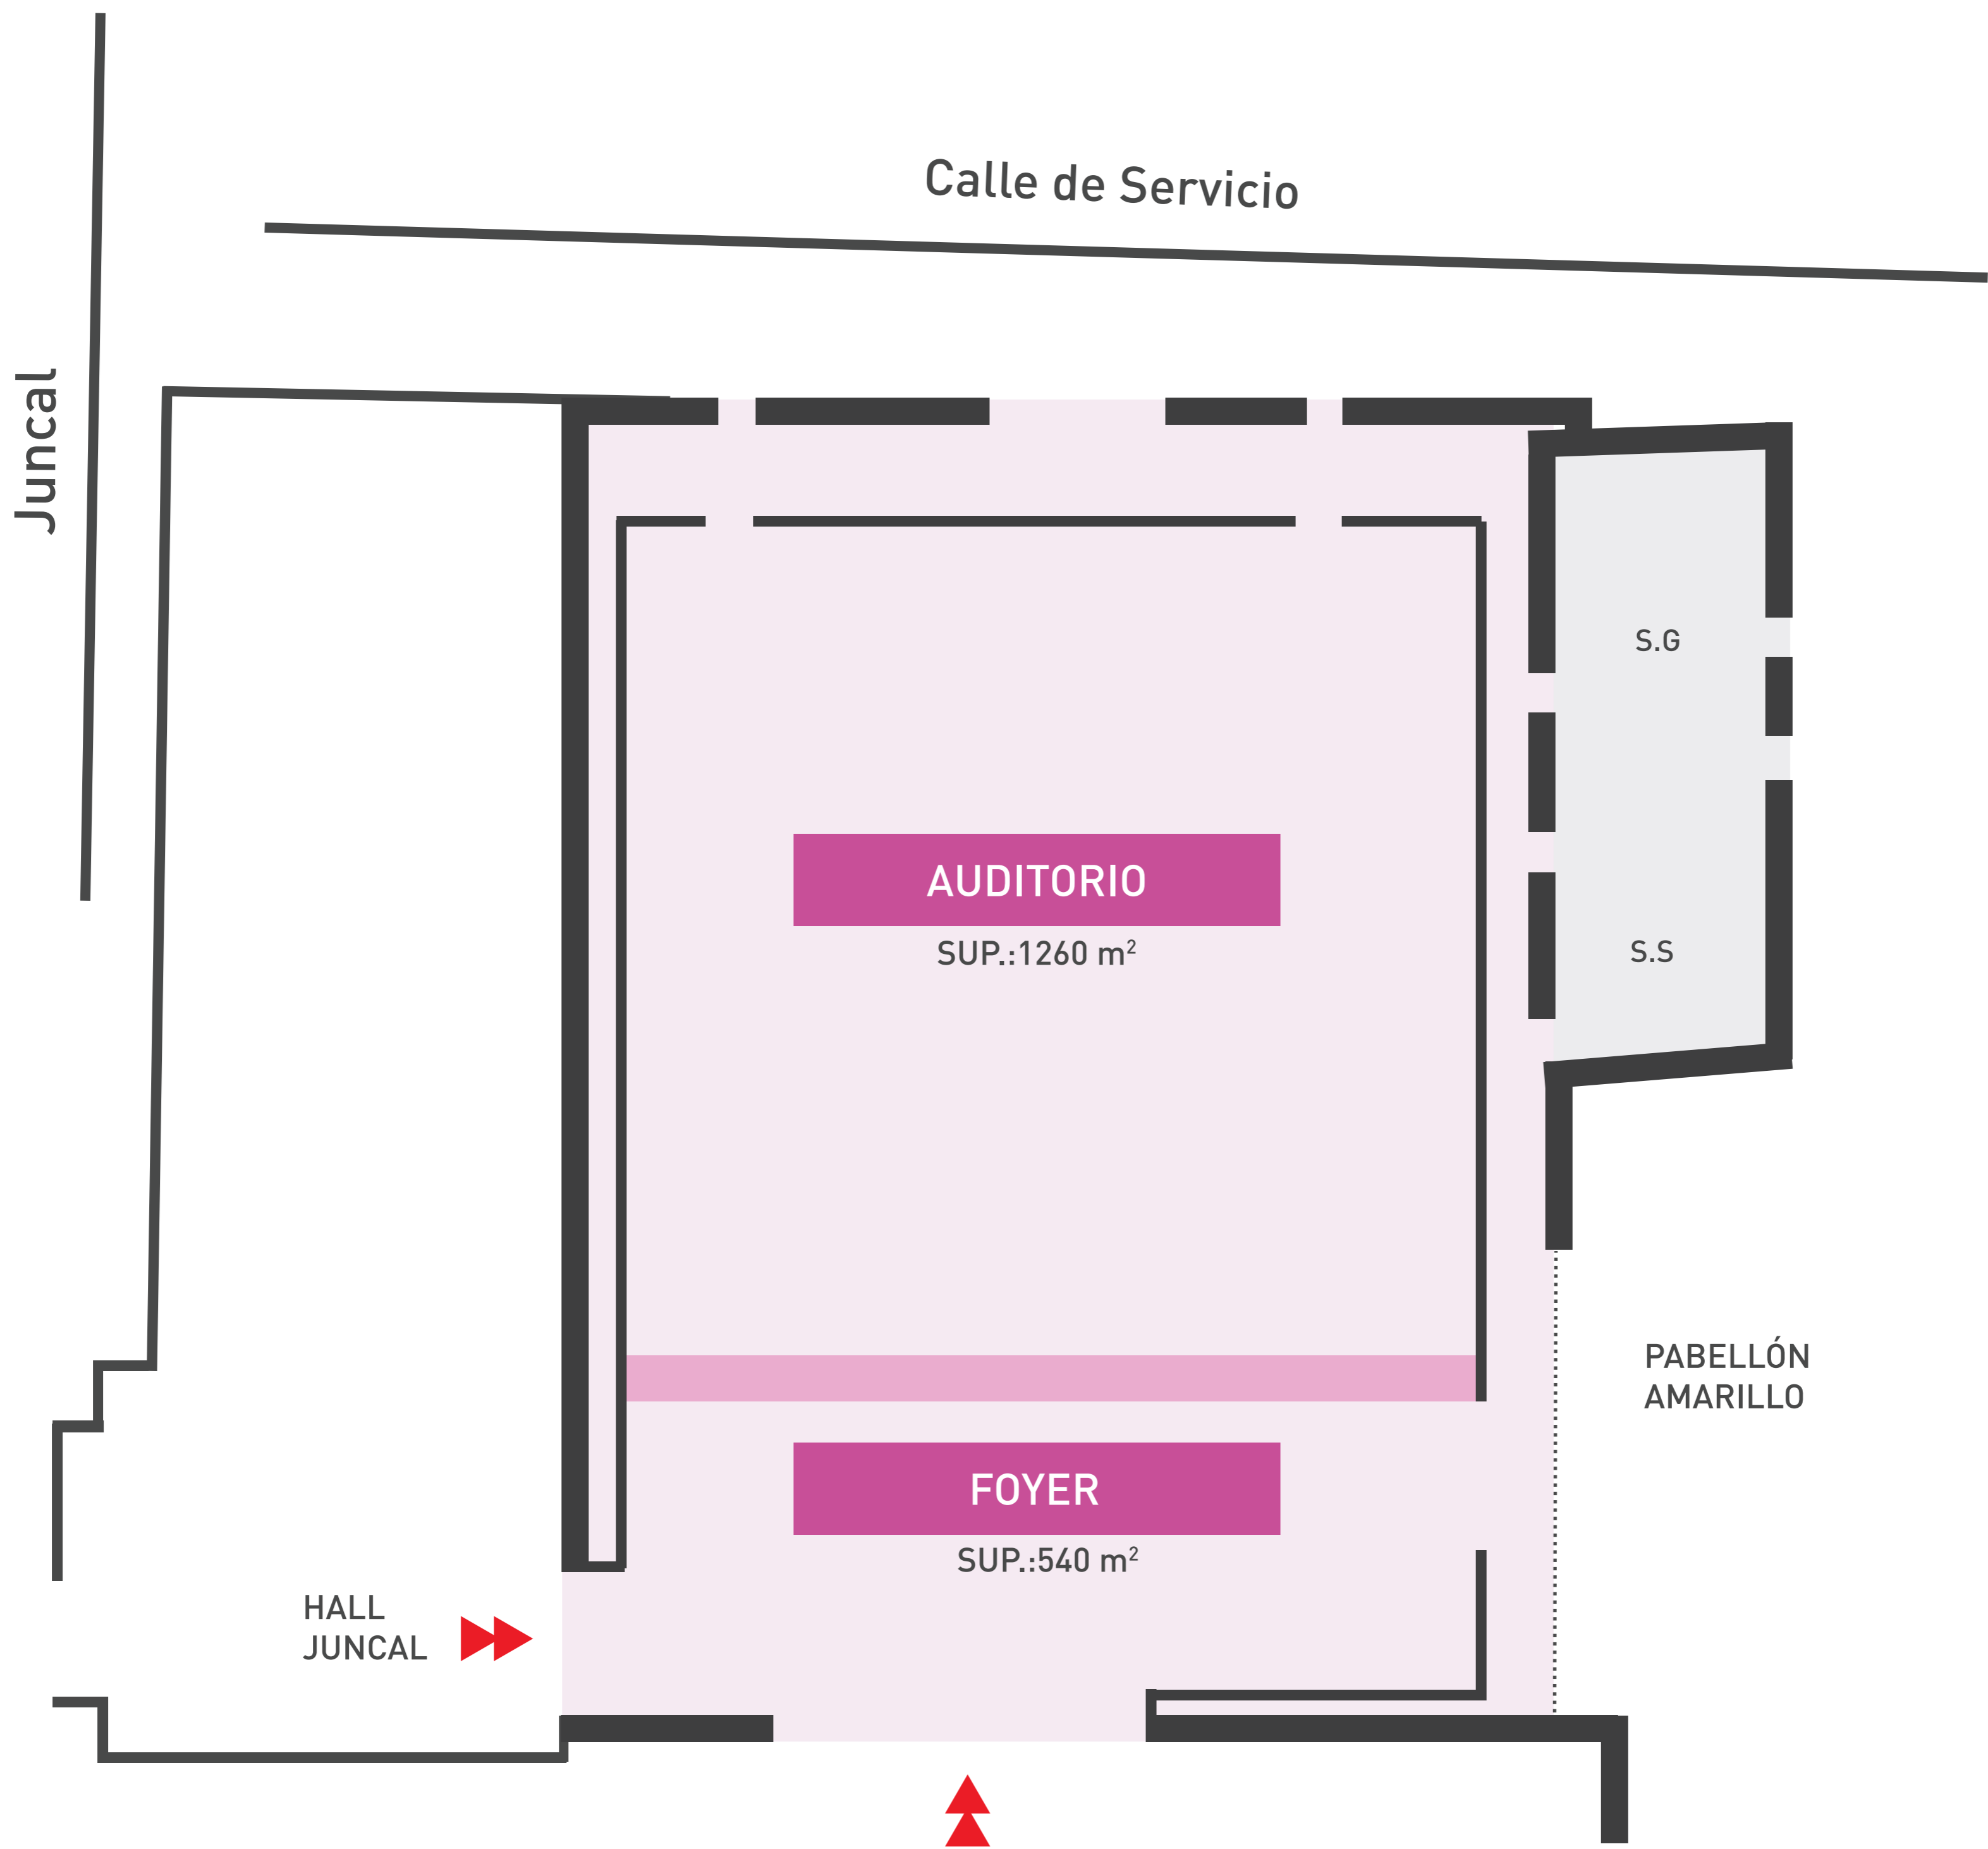 Calle de Servicio
Juncal
S.G
AUDITORIO
SUP.:1260 m²
S.S
PABELLÓN
AMARILLO
FOYER
SUP.:540 m²
HALL
JUNCAL